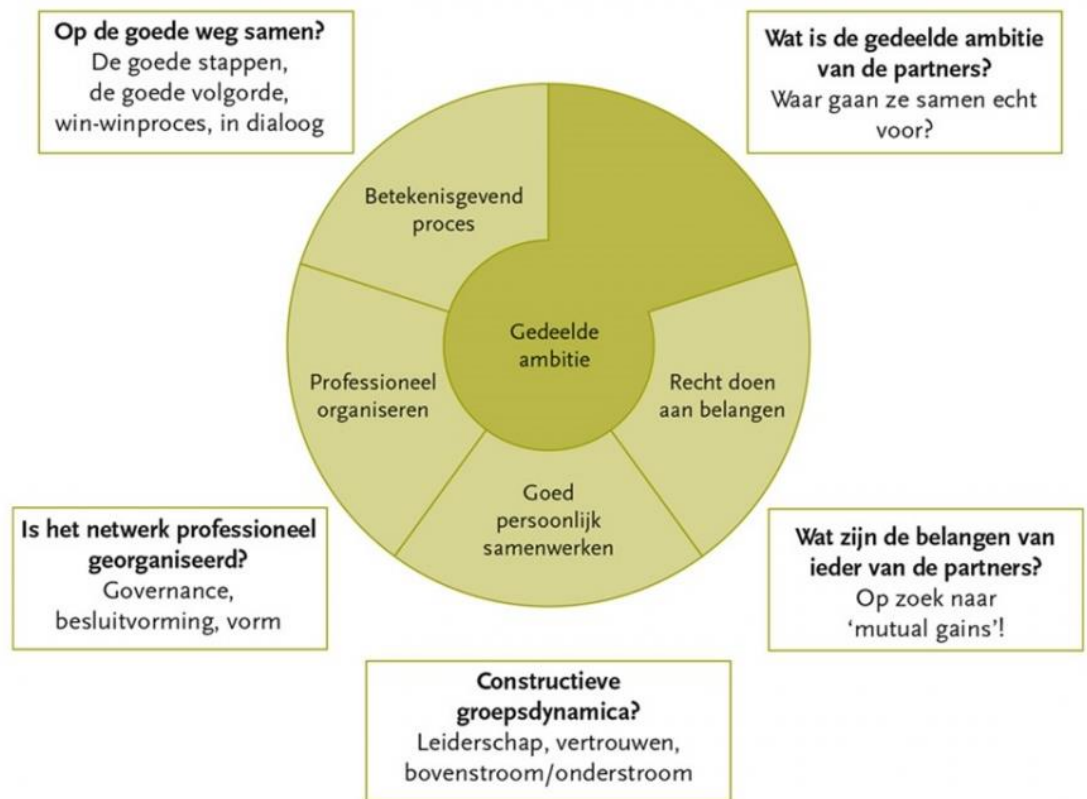 Op de goede weg samen?
De goede stappen,
de goede volgorde,
win-winproces, in dialoog
Wat is de gedeelde ambitie
van de partners?
Waar gaan ze samen echt
voor?
Betekenisgevend
proces
Gedeelde
ambitie
Professioneel
organiseren
Recht doen
aan belangen
Goed
persoonlijk
samenwerken
Is het netwerk professioneel
georganiseerd?
Governance,
besluitvorming, vorm
Wat zijn de belangen van
ieder van de partners?
Op zoek naar
‘mutual gains’!
Constructieve
groepsdynamica?
Leiderschap, vertrouwen,
bovenstroom/onderstroom